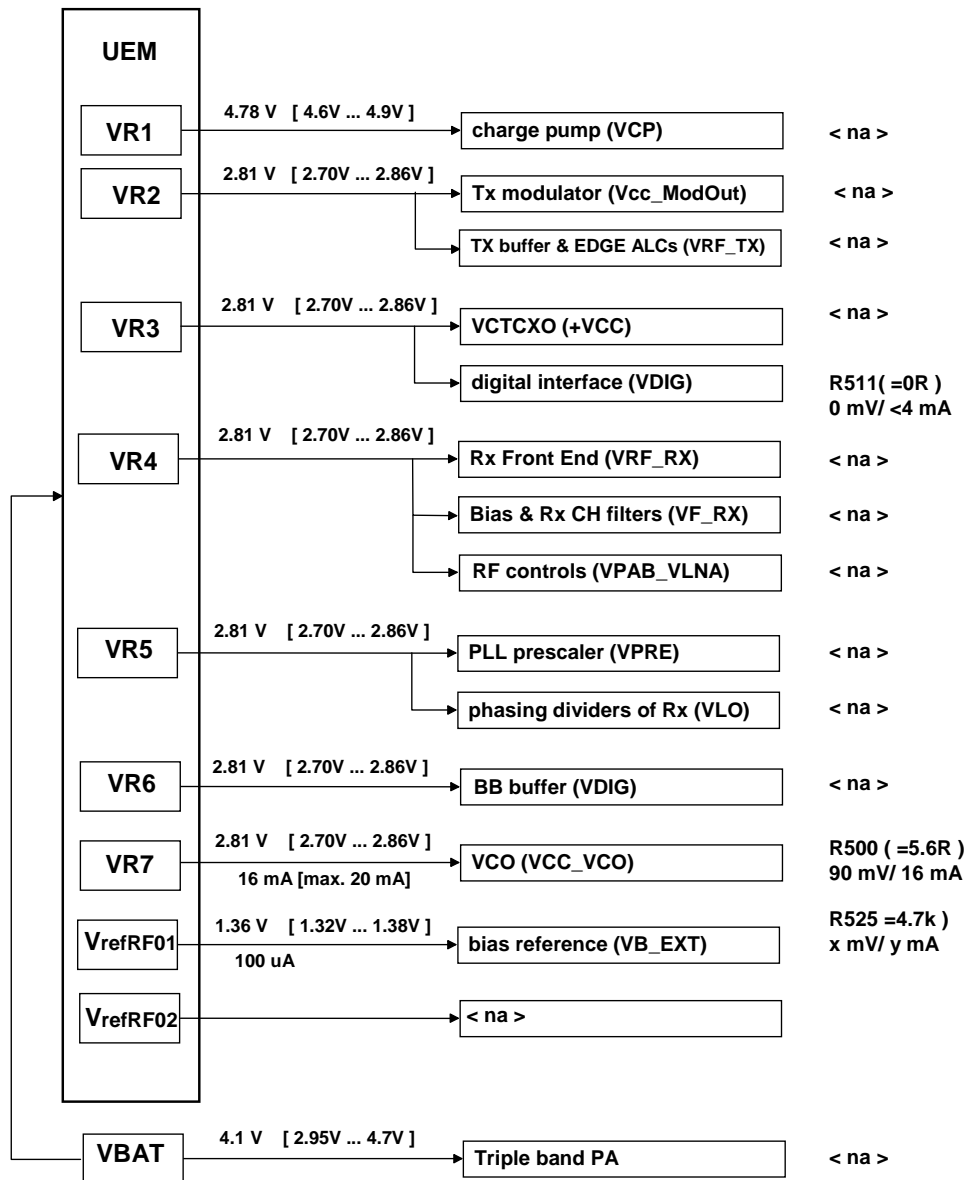 UEM
VR1
4.78 V [ 4.6V ... 4.9V ]
charge pump (VCP)
< na >
VR2
2.81 V [ 2.70V ... 2.86V ]
Tx modulator (Vcc_ModOut)
< na >
TX buffer & EDGE ALCs (VRF_TX)
< na >
VR3
2.81 V [ 2.70V ... 2.86V ]
VCTCXO (+VCC)
< na >
digital interface (VDIG)
R511( =0R )
0 mV/ <4 mA
VR4
2.81 V [ 2.70V ... 2.86V ]
Rx Front End (VRF_RX)
< na >
Bias & Rx CH filters (VF_RX)
< na >
RF controls (VPAB_VLNA)
< na >
VR5
2.81 V [ 2.70V ... 2.86V ]
PLL prescaler (VPRE)
< na >
phasing dividers of Rx (VLO)
< na >
VR6
2.81 V [ 2.70V ... 2.86V ]
BB buffer (VDIG)
< na >
VR7
2.81 V [ 2.70V ... 2.86V ]
16 mA [max. 20 mA]
VCO (VCC_VCO)
R500 ( =5.6R )
90 mV/ 16 mA
VrefRF01
1.36 V [ 1.32V ... 1.38V ]
100 uA
bias reference (VB_EXT)
R525 =4.7k )
x mV/ y mA
VrefRF02
< na >
VBAT
4.1 V [ 2.95V ... 4.7V ]
Triple band PA
< na >